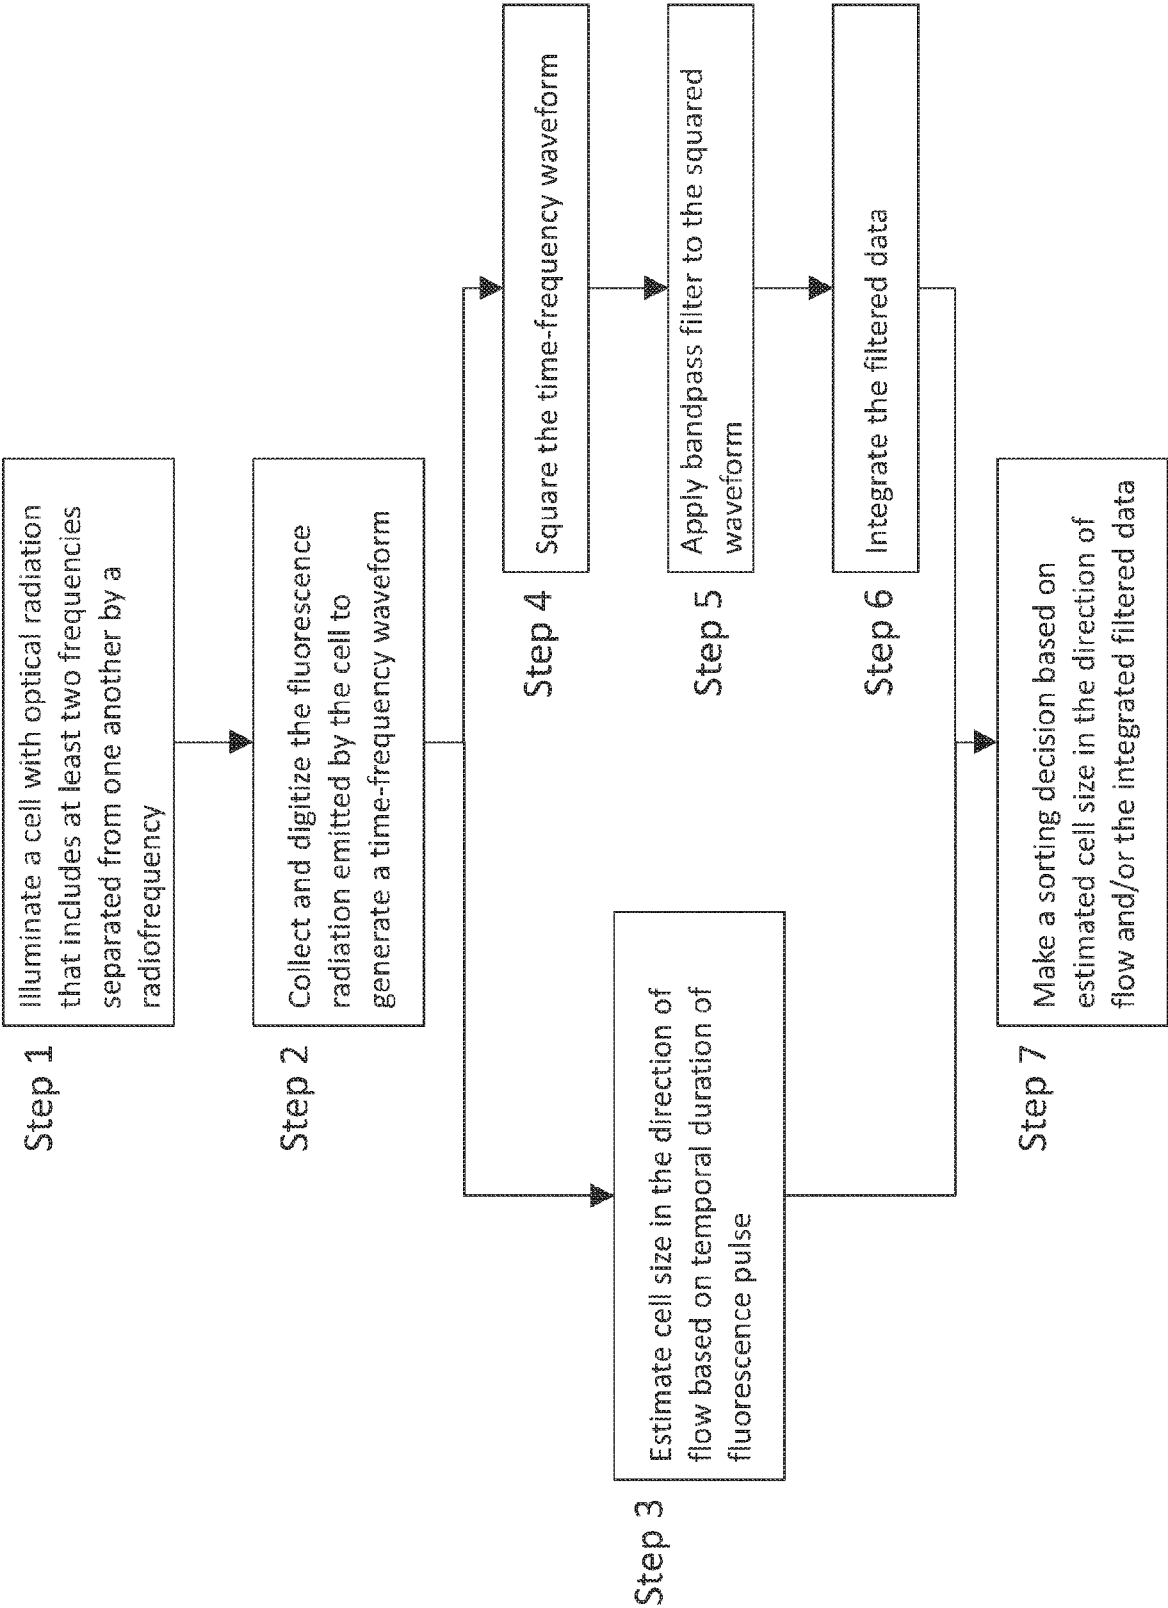 Step 1
Illuminate a cell with optical radiation
that includes at least two frequencies
separated from one another by a
radiofrequency
Step 2
Collect and digitize the fluorescence
radiation emitted by the cell to
generate a time-frequency waveform
Step 3
Estimate cell size in the direction of
flow based on temporal duration of
fluorescence pulse
Step 4
Square the time-frequency waveform
Step 5
Apply bandpass filter to the squared
waveform
Step 6
Integrate the filtered data
Step 7
Make a sorting decision based on
estimated cell size in the direction of
flow and/or the integrated filtered data